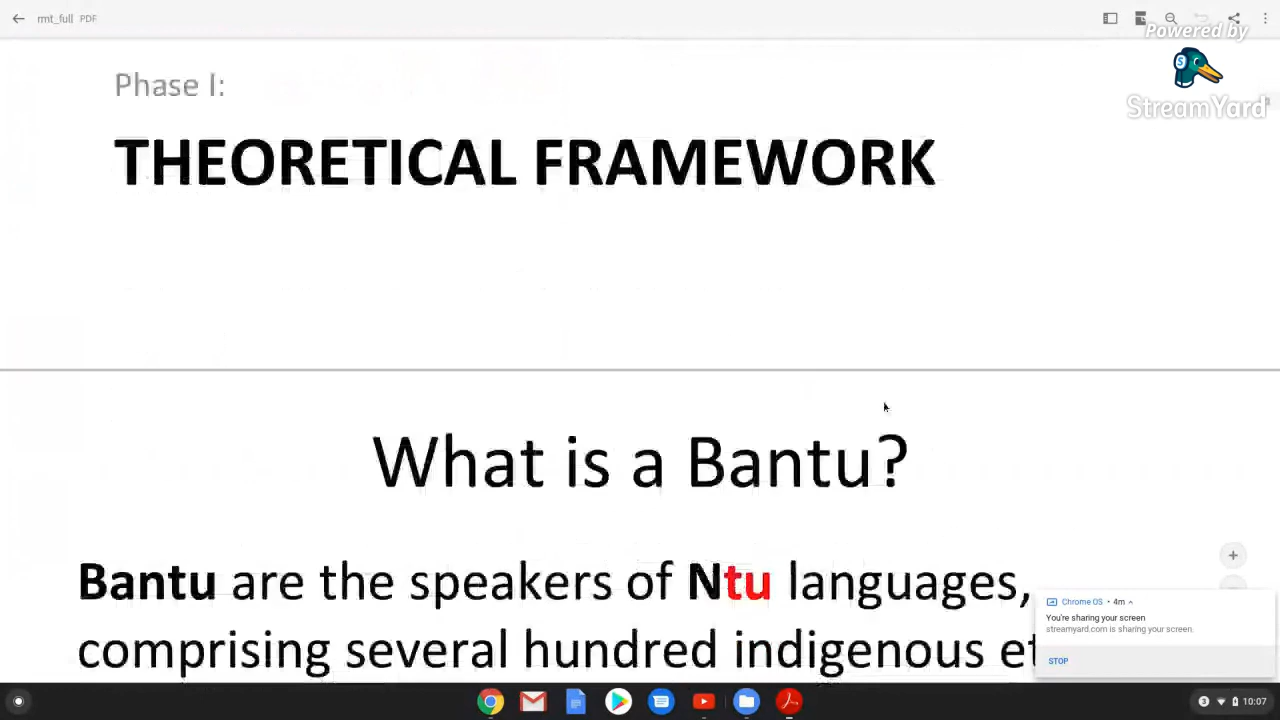 rmt_full PDF
Powered by
StreamYard
Phase I:
THEORETICAL FRAMEWORK
What is a Bantu?
Bantu are the speakers of Ntu languages,
comprising several hundred indigenous et
Chrome OS • 4m
You're sharing your screen
streamyard.com is sharing your screen.
STOP
3 10:07